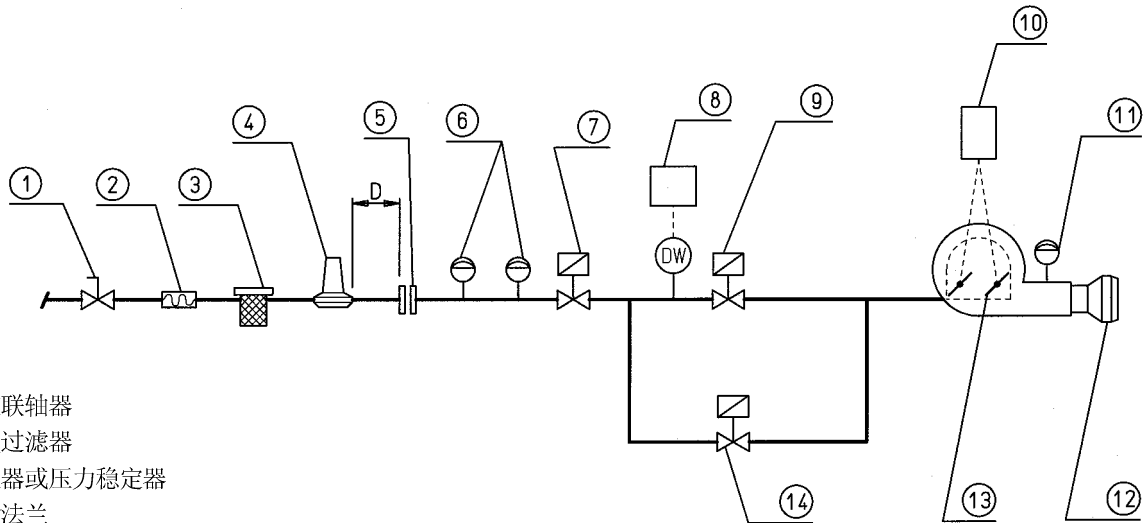 ⑩
⑧
⑨
④
⑤
⑥
⑦
⑪
①
②
③
D
DW
联轴器
过滤器
器或压力稳定器
法兰
⑭
⑬
⑫